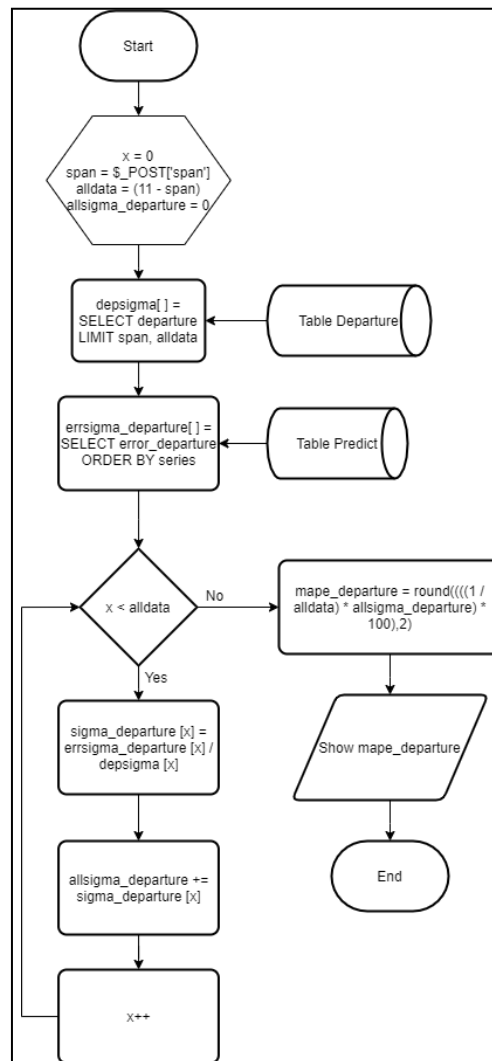 Start
x = 0
span = $_POST['span']
alldata = (11 - span)
allsigma_departure = 0
depsigma[ ] =
SELECT departure
LIMIT span, alldata
Table Departure
errsigma_departure[ ] =
SELECT error_departure
ORDER BY series
Table Predict
x < alldata
No
mape_departure = round((((1 /
alldata) * allsigma_departure) *
100),2)
Yes
sigma_departure [x] =
errsigma_departure [x] /
depsigma [x]
Show mape_departure
allsigma_departure +=
sigma_departure [x]
End
x++